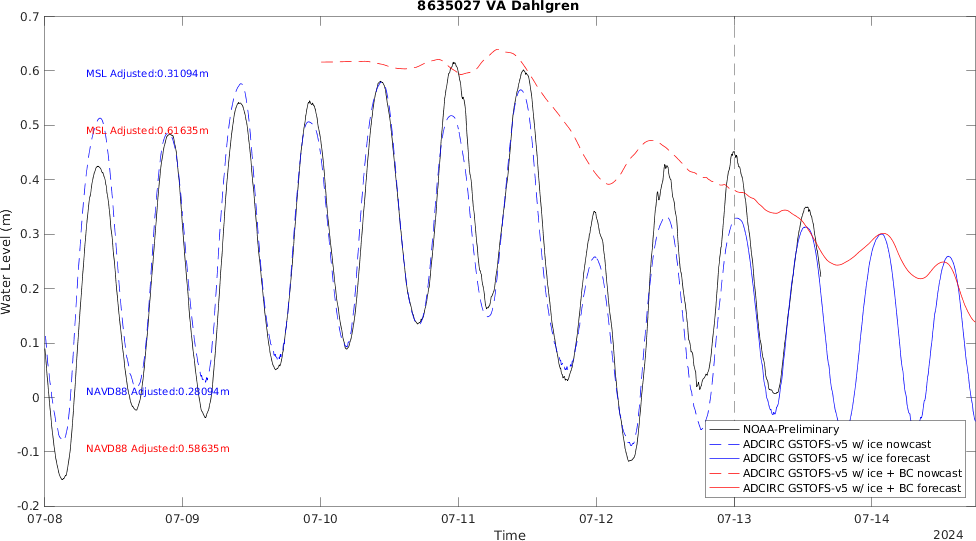 8635027 VA Dahlgren
0.7
0.6
0.5
0.4
0.3
0.2
0.1
0
-0.1
-0.2
Water Level (m)
MSL Adjusted:0.31094m
MSL Adjusted:0.61635m
NAVD88 Adjusted:0.28094m
NAVD88 Adjusted:0.58635m
NOAA-Preliminary
ADCIRC GSTOFS-v5 w/ ice nowcast
ADCIRC GSTOFS-v5 w/ ice forecast
ADCIRC GSTOFS-v5 w/ ice + BC nowcast
ADCIRC GSTOFS-v5 w/ ice + BC forecast
07-08 07-09 07-10 07-11 07-12 07-13 07-14
Time
2024